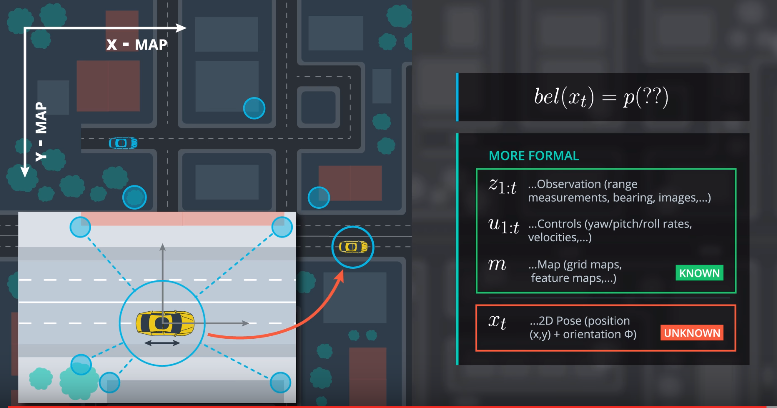 X - MAP
Y - MAP
bel(x_t) = p(??)
MORE FORMAL
z_{1:t} ...Observation (range
measurements, bearing, images,...)
u_{1:t} ...Controls (yaw/pitch/roll rates,
velocities,...)
m ...Map (grid maps,
feature maps,...)
KNOWN
x_t ...2D Pose (position
(x,y) + orientation Φ)
UNKNOWN